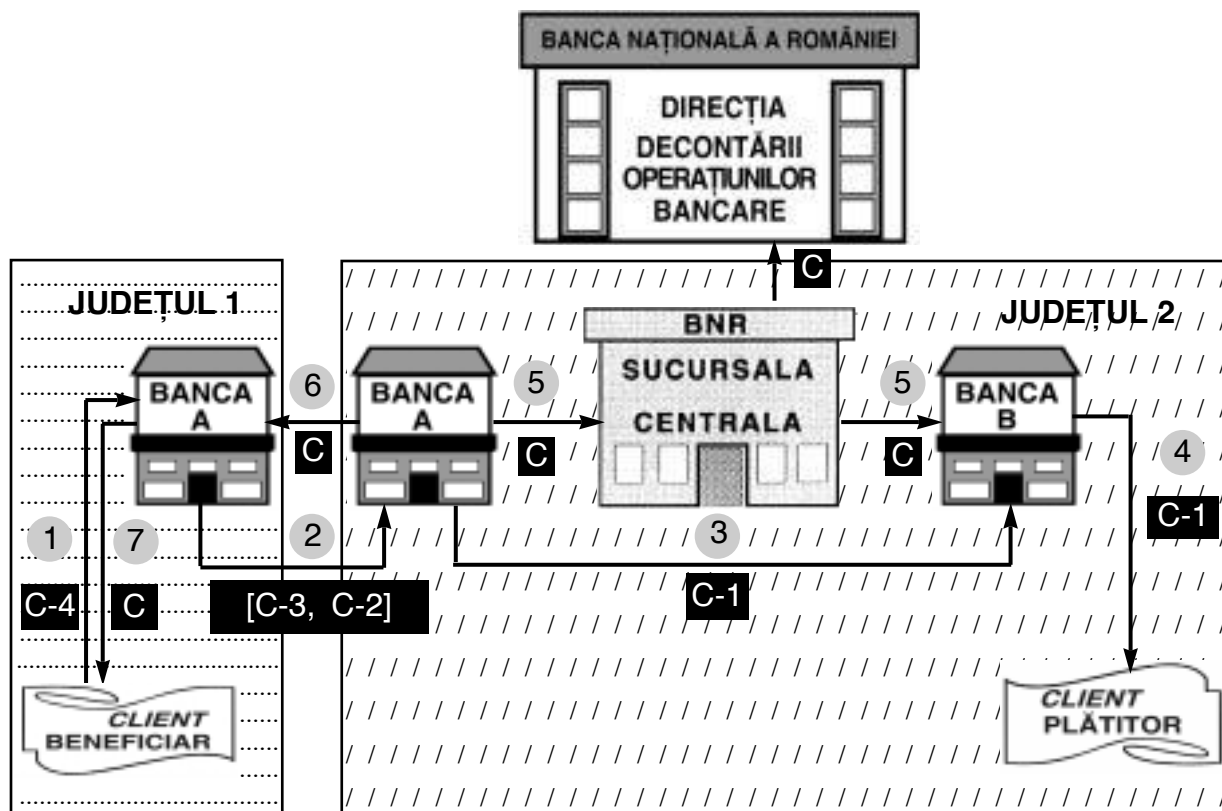 BANCA NAȚIONALĂ A ROMÂNIEI
DIRECȚIA
DECONTĂRII
OPERAȚIUNILOR
BANCARE
C
JUDEȚUL 1
JUDEȚUL 2
BANCA
A
6
C
BANCA
A
5
C
BNR
SUCURSALA
CENTRALA
5
C
BANCA
B
4
C-1
1
7
2
3
C-4
C
[C-3, C-2]
C-1
CLIENT
BENEFICIAR
CLIENT
PLĂTITOR